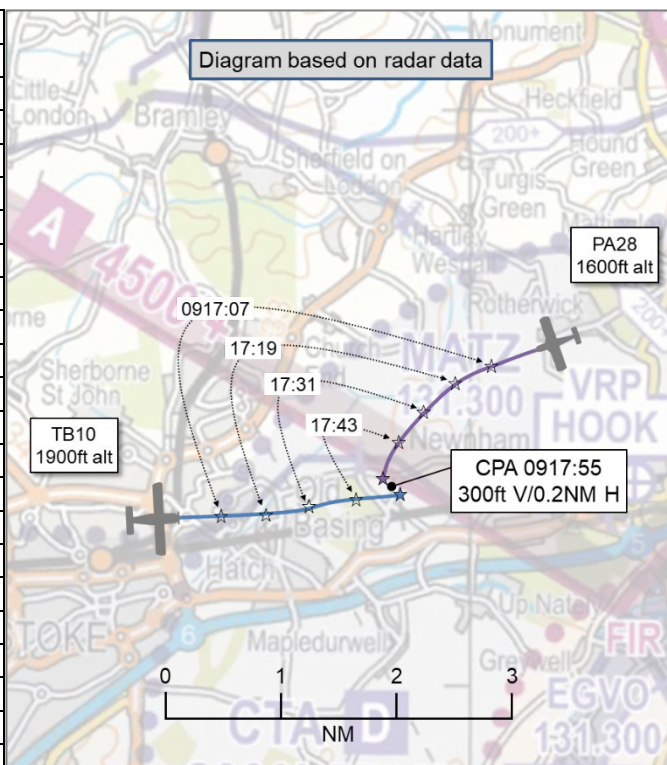 Diagram based on radar data
Monument
Little
London
Bramley
Heckfield
200+
Sherfield on
Loddon
Hound
Green
Turgis
Green
A
4500+
Hartley
PA28
1600ft alt
0917:07
Rotherwick
17:19
MATZ
Sherborne
St John
17:31
VRP
HOOK
17:43
Newnham
TB10
1900ft alt
CPA 0917:55
300ft V/0.2NM H
Basing
5
Hatch
Up Nately
TOKE
6
Mapledurwell
FIR
Greywell
0 1 2 3
NM
CTA D
EGVO
131.300